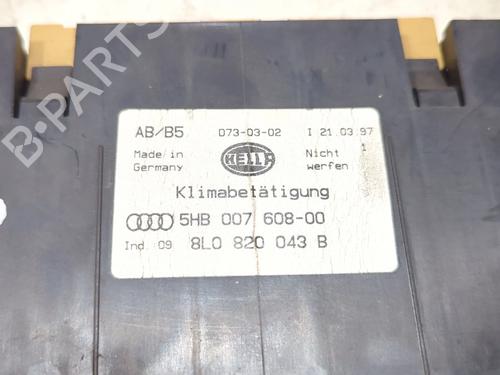 AB/B5 073-03-02 I 21.03.97
Made in Germany HELLA Nicht 1 werfen
Klimabetätigung
5HB 007 608-00
Ind. 09 8L0 820 043 B
B-PARTS